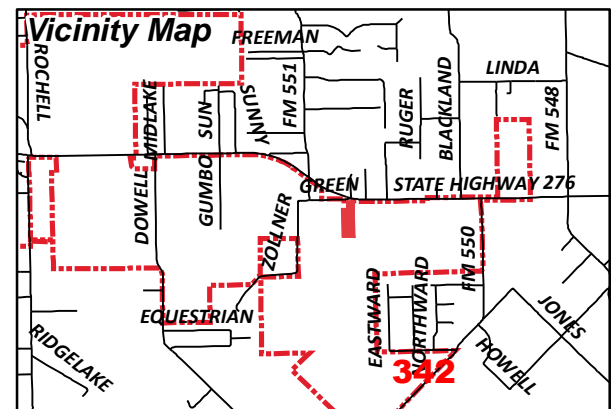 Vicinity Map
FREEMAN
ROCHELL
MIDLAKE
SUN
SUNNY
FM 551
RUGER
BLACKLAND
LINDA
FM 548
DOWELL
GUMBO
GREEN
STATE HIGHWAY 276
ZOLLNER
FM 550
EQUESTRIAN
EASTWARD
NORTHWARD
JONES
HOWELL
RIDGELAKE
342